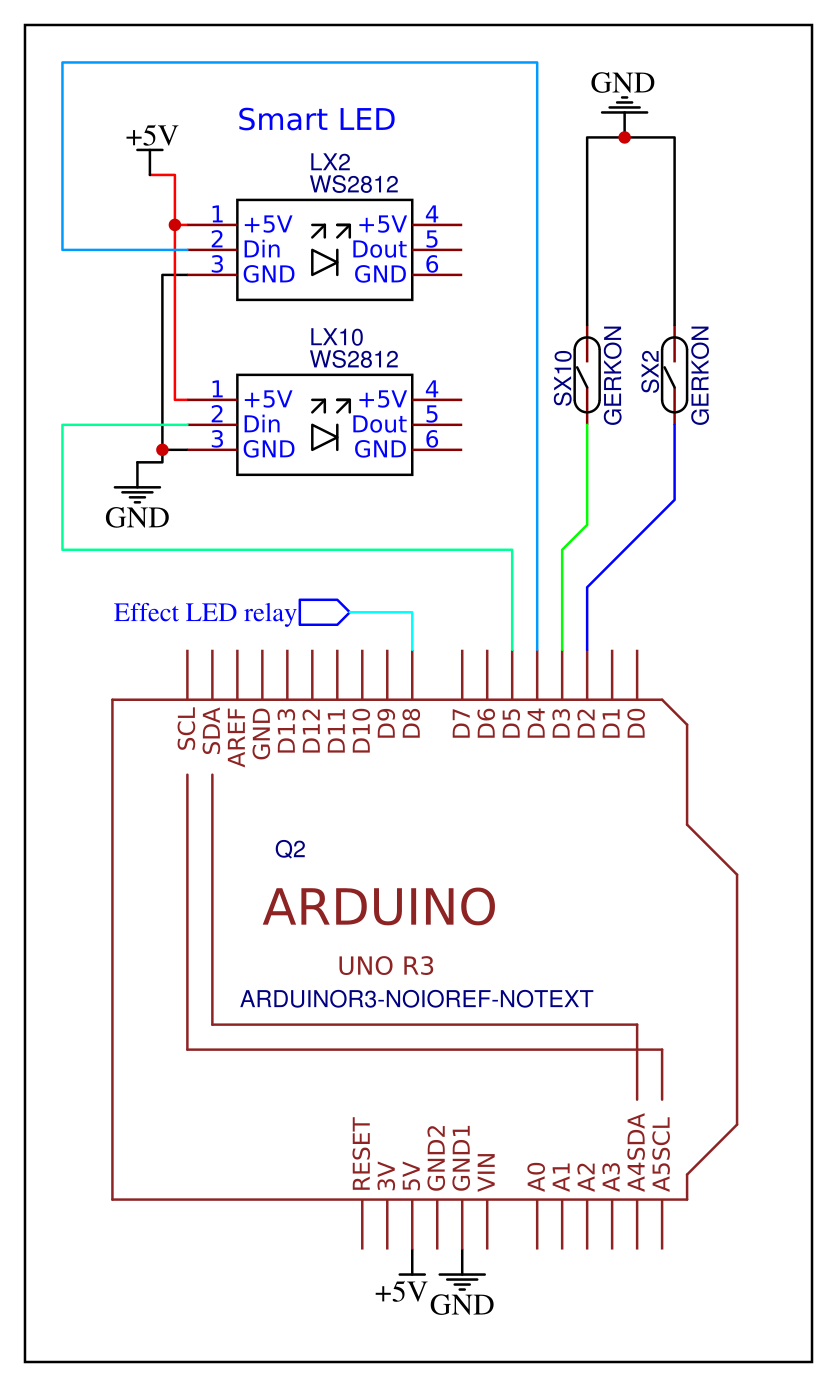 GND
Smart LED
+5V
LX2
WS2812
1 +5V +5V 4
2 Din Dout 5
3 GND GND 6
LX10
WS2812
1 +5V +5V 4
2 Din Dout 5
3 GND GND 6
GND
SX10
GERKON
SX2
GERKON
Effect LED relay
SCL SDA AREF GND D13 D12 D11 D10 D9 D8 D7 D6 D5 D4 D3 D2 D1 D0
Q2
ARDUINO
UNO R3
ARDUINOR3-NOIOREF-NOTEXT
RESET 3V 5V GND2 GND1 VIN A0 A1 A2 A3 A4SDA A5SCL
+5V GND